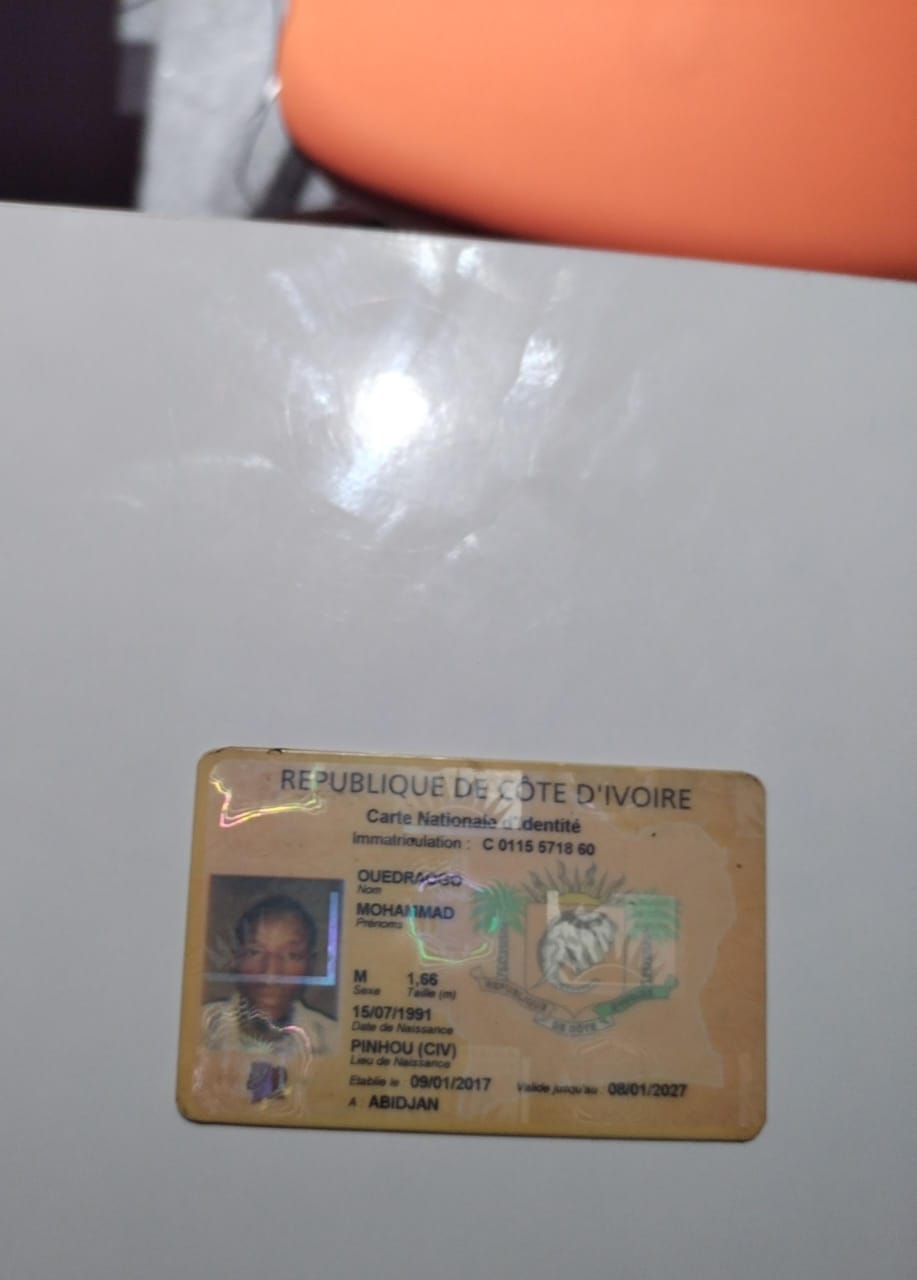 REPUBLIQUE DE CÔTE D'IVOIRE
Carte Nationale d'Identité
Immatriculation : C 0115 5718 60
OUEDRAOGO
Nom
MOHAMMAD
Prénoms
M 1,66
Sexe Taille (m)
15/07/1991
Date de Naissance
PINHOU (CIV)
Lieu de Naissance
Etablie le 09/01/2017 Valide jusqu'au : 08/01/2027
A : ABIDJAN
REPUBLIQUE DE CÔTE